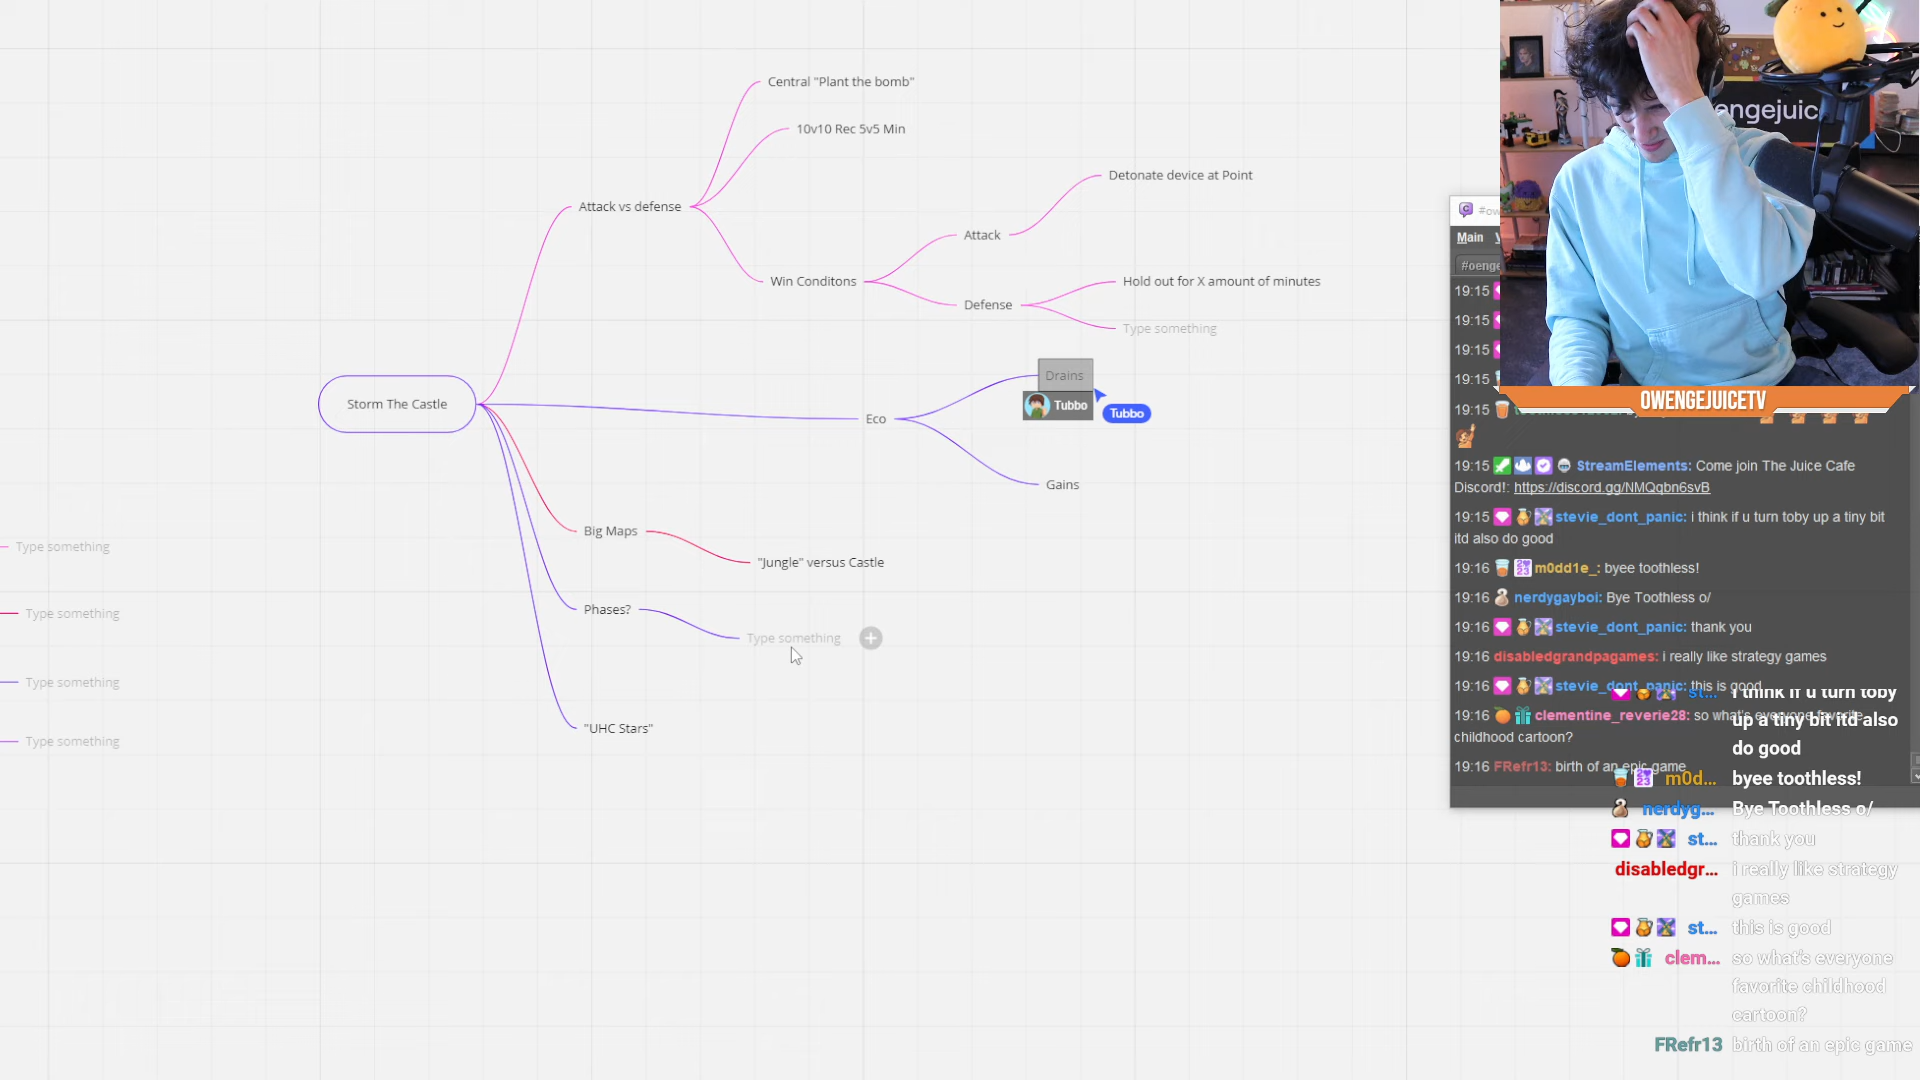 Central "Plant the bomb"
10v10 Rec 5v5 Min
Attack vs defense
Detonate device at Point
Attack
Win Conditons
Hold out for X amount of minutes
Defense
Type something
Drains
Tubbo
Tubbo
Storm The Castle
Eco
Gains
Big Maps
"Jungle" versus Castle
Phases?
Type something
"UHC Stars"
Type something
Type something
Type something
Type something
engejuic
OWENGEJUICETV
Main
19:15
19:15
19:15
19:15
19:15
19:15 StreamElements: Come join The Juice Cafe
Discord!: https://discord.gg/NMQqbn6svB
19:15 stevie_dont_panic: i think if u turn toby up a tiny bit
itd also do good
19:16 m0dd1e_: byee toothless!
19:16 nerdygayboi: Bye Toothless o/
19:16 stevie_dont_panic: thank you
19:16 disabledgrandpagames: i really like strategy games
19:16 stevie_dont_panic: this is good
19:16 clementine_reverie28: so what's everyone favorite
childhood cartoon?
19:16 FRefr13: birth of an epic game
st... i think if u turn toby
up a tiny bit itd also
do good
m0d... byee toothless!
nerdyg... Bye Toothless o/
st... thank you
disabledgr... i really like strategy
games
st... this is good
clem... so what's everyone
favorite childhood
cartoon?
FRefr13 birth of an epic game